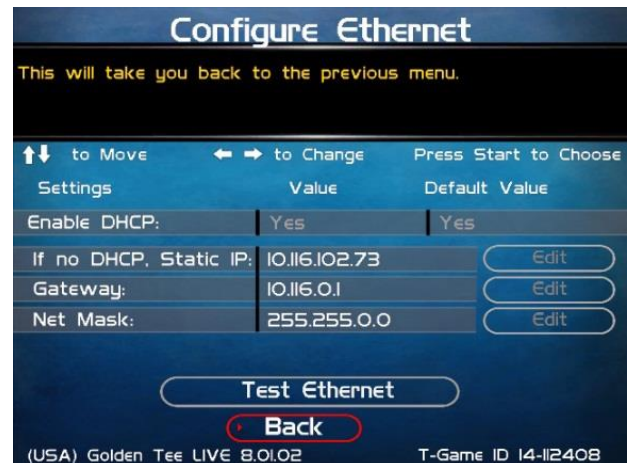 Configure Ethernet
This will take you back to the previous menu.
to Move to Change Press Start to Choose
Settings Value Default Value
Enable DHCP: Yes Yes
If no DHCP, Static IP: 10.116.102.73 Edit
Gateway: 10.116.0.1 Edit
Net Mask: 255.255.0.0 Edit
Test Ethernet
Back
(USA) Golden Tee LIVE 8.01.02 T-Game ID 14-112408